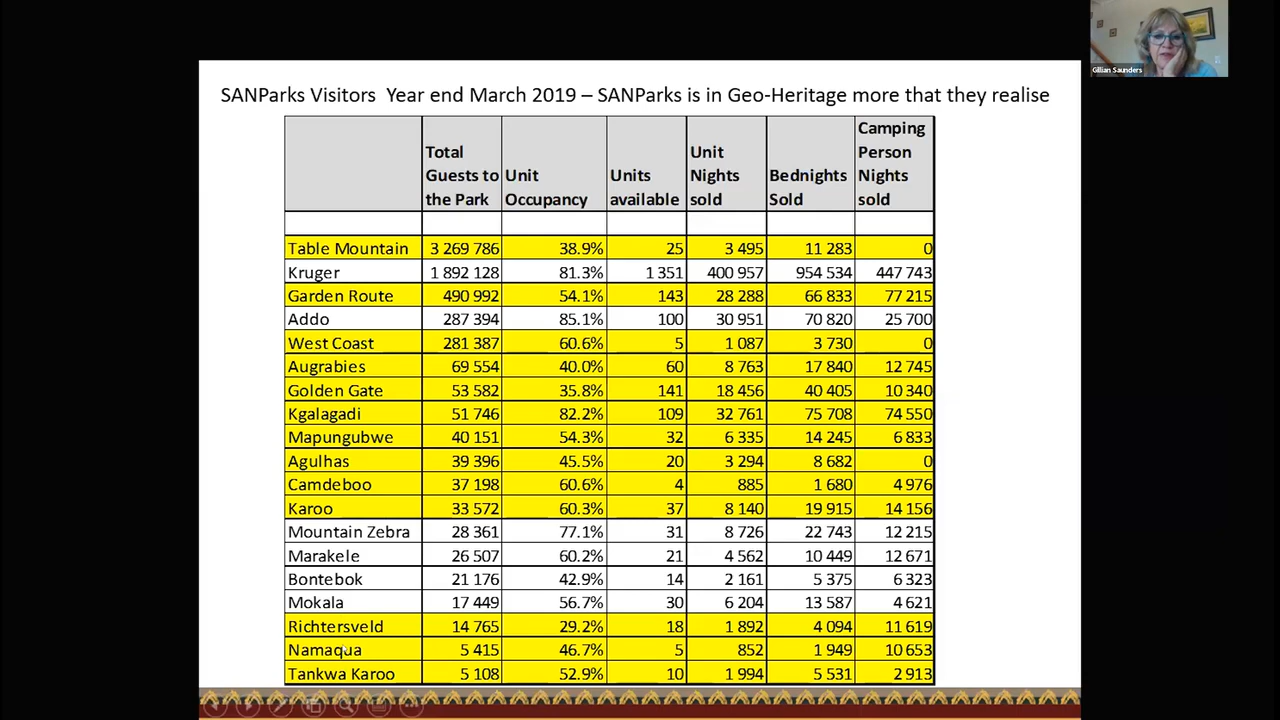 Gillian Saunders
SANParks Visitors Year end March 2019 – SANParks is in Geo-Heritage more that they realise
Total Guests to the Park Unit Occupancy Units available Unit Nights sold Bednights Sold Camping Person Nights sold
Table Mountain 3 269 786 38.9% 25 3 495 11 283 0
Kruger 1 892 128 81.3% 1 351 400 957 954 534 447 743
Garden Route 490 992 54.1% 143 28 288 66 833 77 215
Addo 287 394 85.1% 100 30 951 70 820 25 700
West Coast 281 387 60.6% 5 1 087 3 730 0
Augrabies 69 554 40.0% 60 8 763 17 840 12 745
Golden Gate 53 582 35.8% 141 18 456 40 405 10 340
Kgalagadi 51 746 82.2% 109 32 761 75 708 74 550
Mapungubwe 40 151 54.3% 32 6 335 14 245 6 833
Agulhas 39 396 45.5% 20 3 294 8 682 0
Camdeboo 37 198 60.6% 4 885 1 680 4 976
Karoo 33 572 60.3% 37 8 140 19 915 14 156
Mountain Zebra 28 361 77.1% 31 8 726 22 743 12 215
Marakele 26 507 60.2% 21 4 562 10 449 12 671
Bontebok 21 176 42.9% 14 2 161 5 375 6 323
Mokala 17 449 56.7% 30 6 204 13 587 4 621
Richtersveld 14 765 29.2% 18 1 892 4 094 11 619
Namaqua 5 415 46.7% 5 852 1 949 10 653
Tankwa Karoo 5 108 52.9% 10 1 994 5 531 2 913